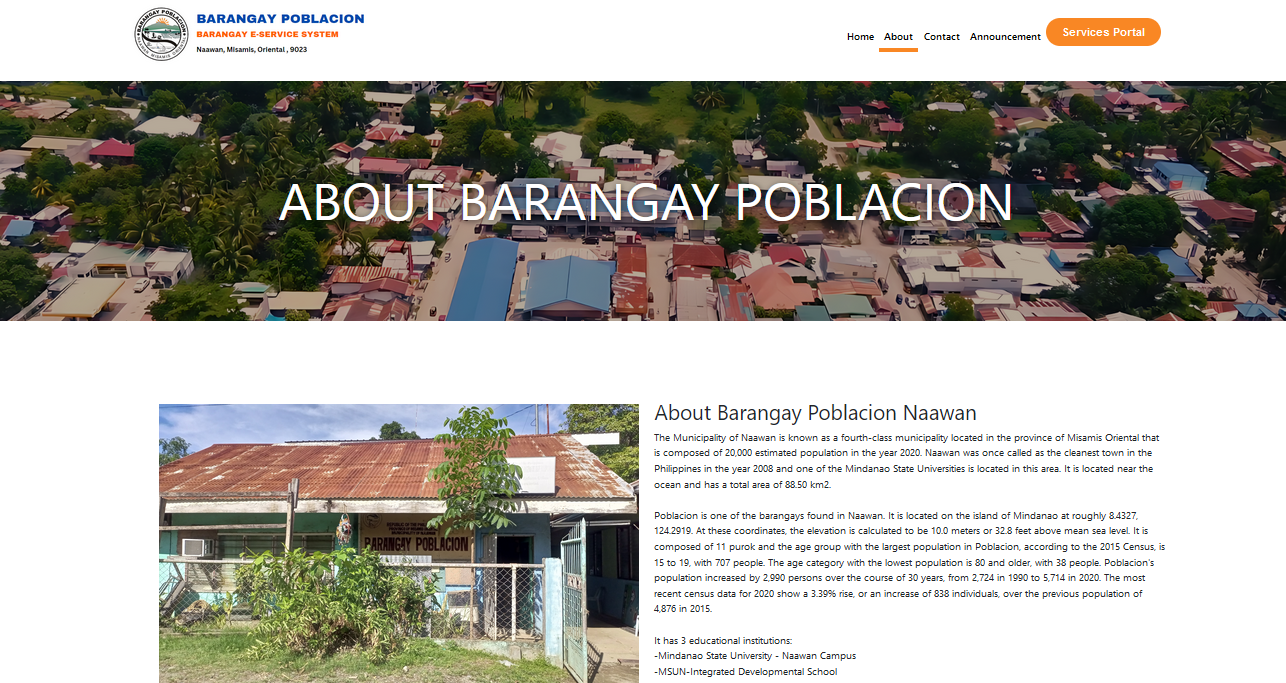 BARANGAY POBLACION
BARANGAY E-SERVICE SYSTEM
Naawan, Misamis, Oriental , 9023
Home About Contact Announcement Services Portal
ABOUT BARANGAY POBLACION
BARANGAY POBLACION
About Barangay Poblacion Naawan
The Municipality of Naawan is known as a fourth-class municipality located in the province of Misamis Oriental that
is composed of 20,000 estimated population in the year 2020. Naawan was once called as the cleanest town in the
Philippines in the year 2008 and one of the Mindanao State Universities is located in this area. It is located near the
ocean and has a total area of 88.50 km2.
Poblacion is one of the barangays found in Naawan. It is located on the island of Mindanao at roughly 8.4327,
124.2919. At these coordinates, the elevation is calculated to be 10.0 meters or 32.8 feet above mean sea level. It is
composed of 11 purok and the age group with the largest population in Poblacion, according to the 2015 Census, is
15 to 19, with 707 people. The age category with the lowest population is 80 and older, with 38 people. Poblacion's
population increased by 2,990 persons over the course of 30 years, from 2,724 in 1990 to 5,714 in 2020. The most
recent census data for 2020 show a 3.39% rise, or an increase of 838 individuals, over the previous population of
4,876 in 2015.
It has 3 educational institutions:
-Mindanao State University - Naawan Campus
-MSUN-Integrated Developmental School